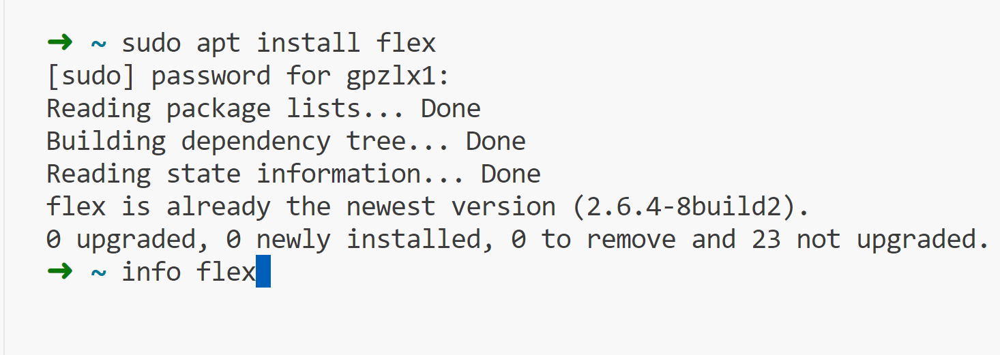 ➜ ~ sudo apt install flex
[sudo] password for gpzlx1:
Reading package lists... Done
Building dependency tree... Done
Reading state information... Done
flex is already the newest version (2.6.4-8build2).
0 upgraded, 0 newly installed, 0 to remove and 23 not upgraded.
➜ ~ info flex